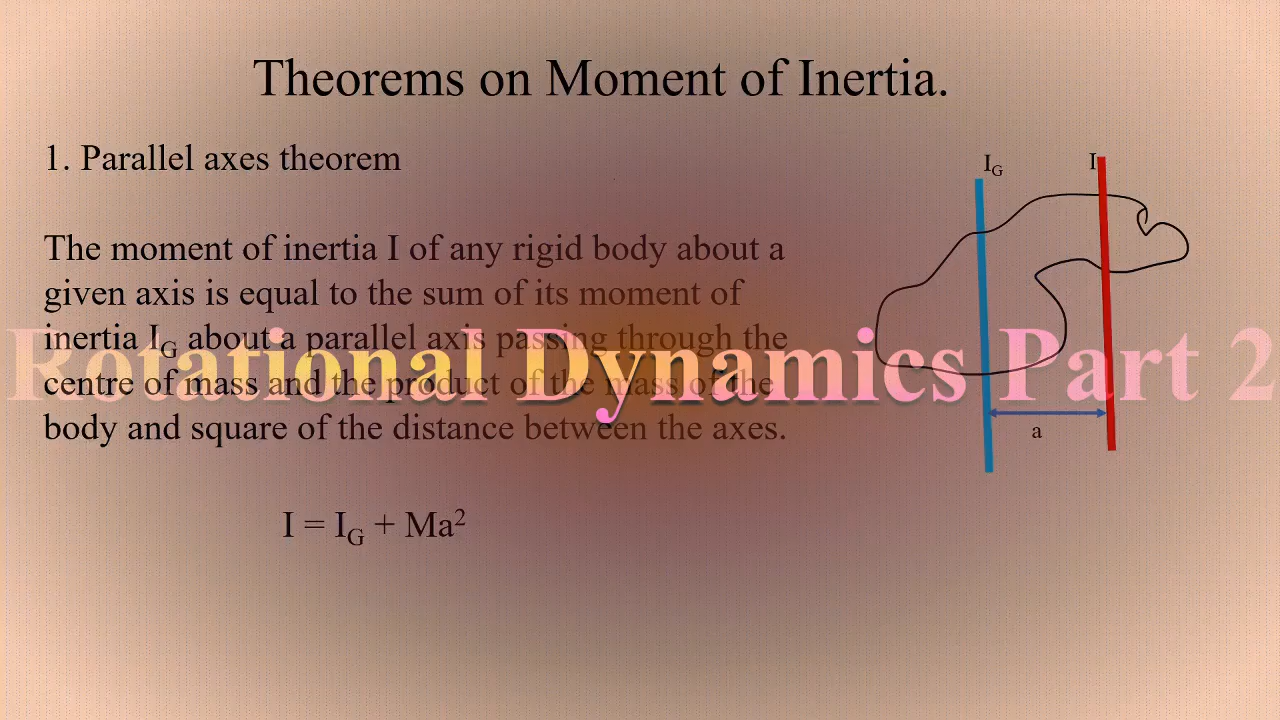 Theorems on Moment of Inertia.
1. Parallel axes theorem
I_G
I
The moment of inertia I of any rigid body about a
given axis is equal to the sum of its moment of
inertia I_G about a parallel axis passing through the
Rotational Dynamics Part 2
centre of mass and the product of the mass of the
body and square of the distance between the axes.
a
I = I_G + Ma²